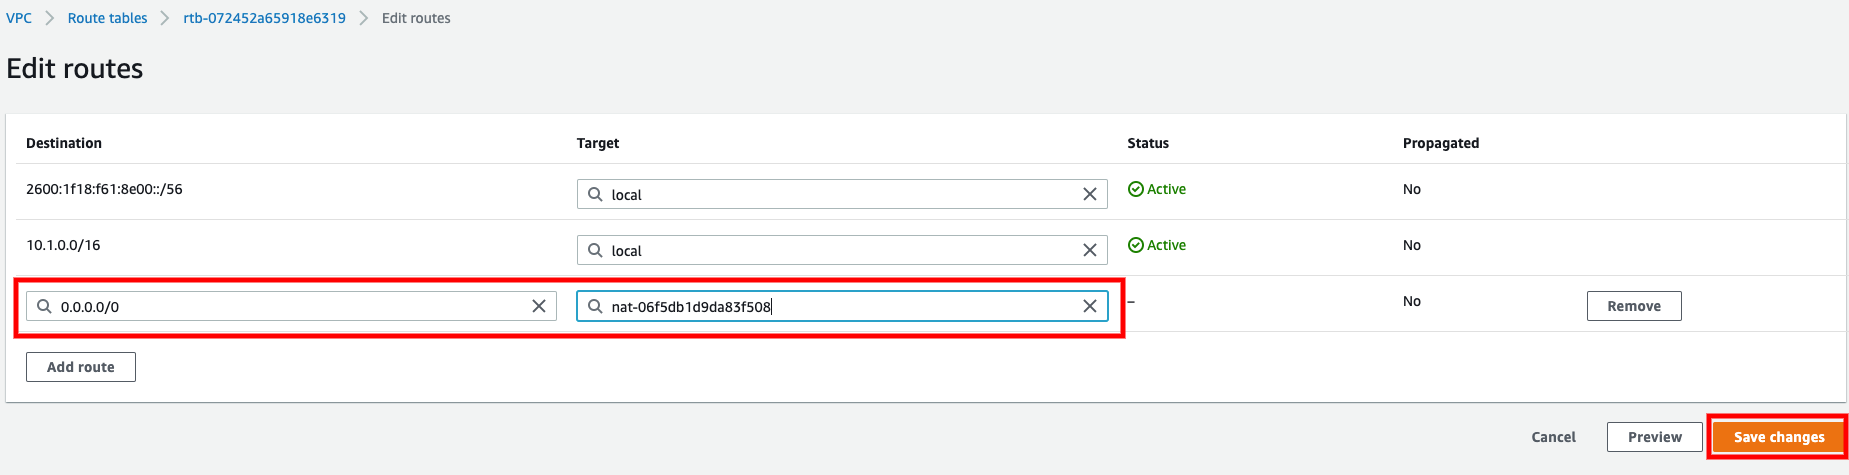 VPC > Route tables > rtb-072452a65918e6319 > Edit routes
Edit routes
Destination Target Status Propagated
2600:1f18:f61:8e00::/56 local Active No
10.1.0.0/16 local Active No
0.0.0.0/0 nat-06f5db1d9da83f508 – No Remove
Add route
Cancel Preview Save changes